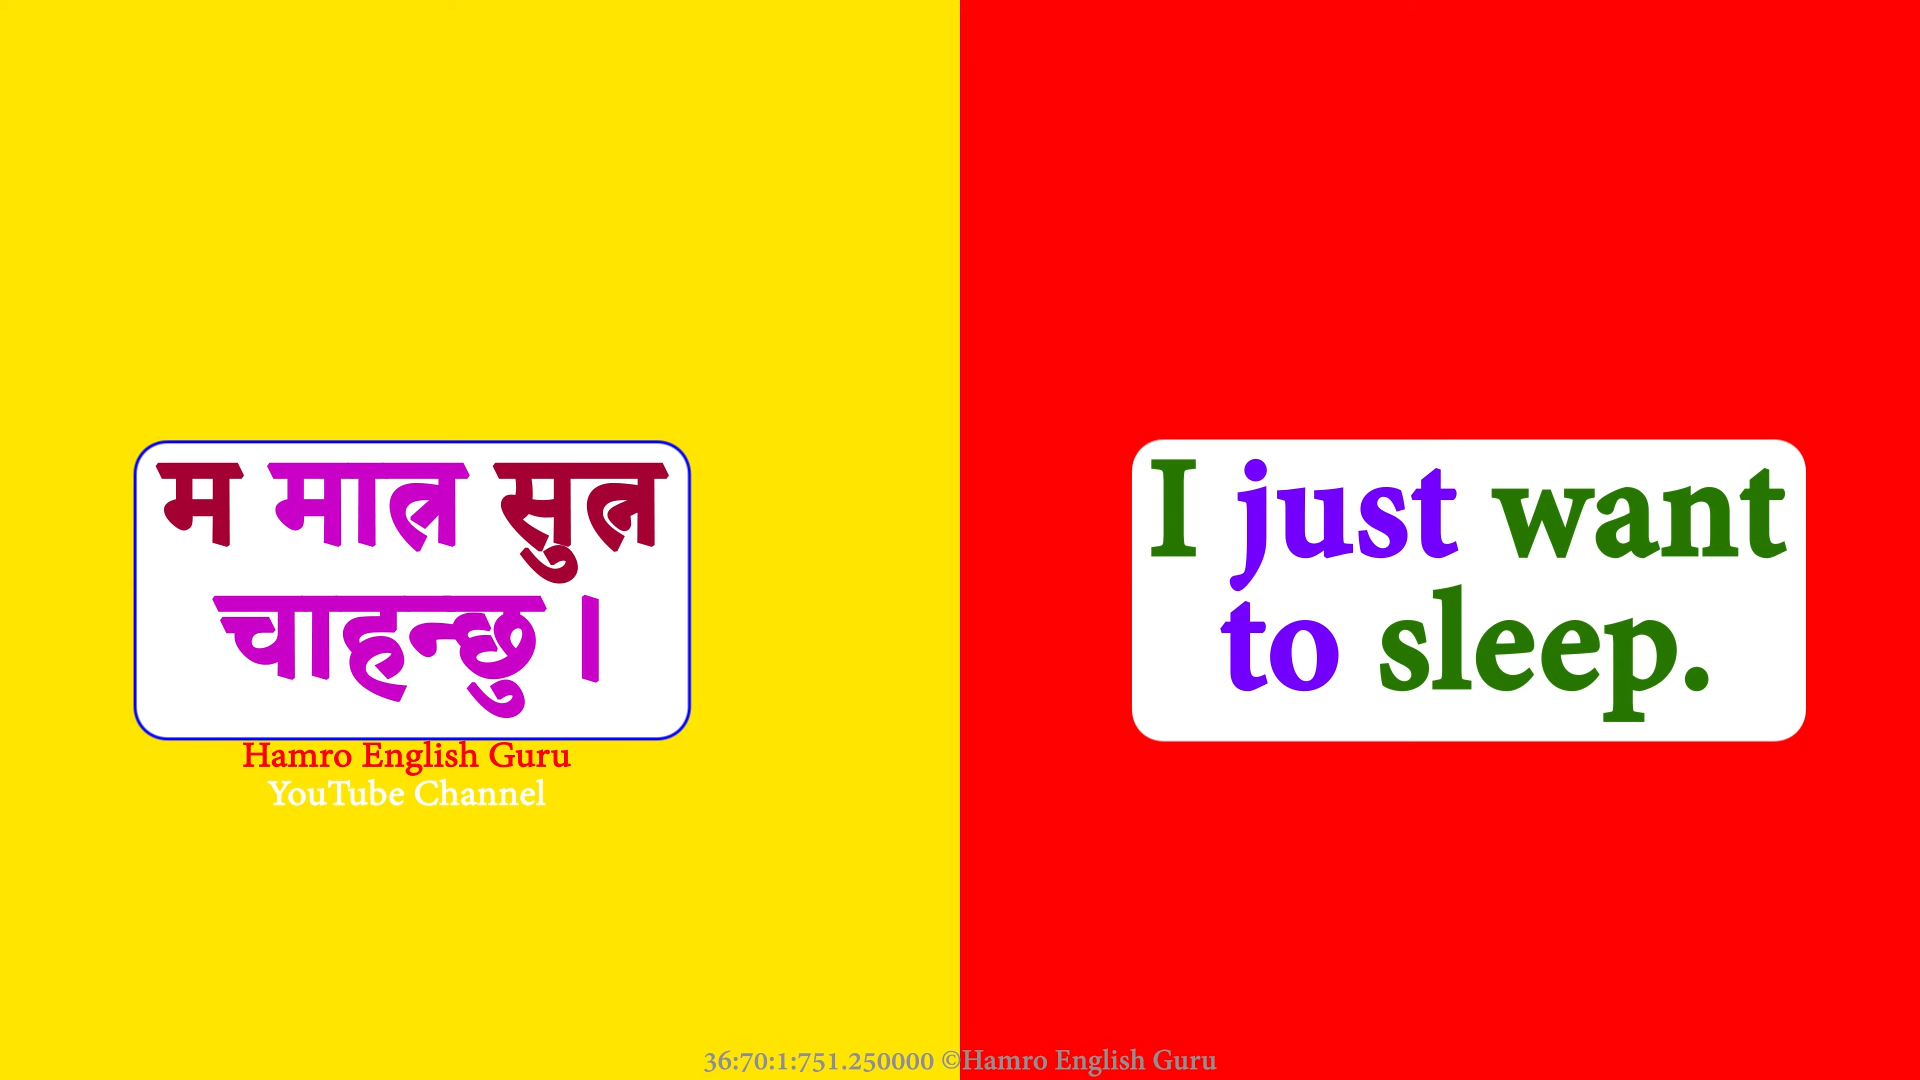 म मात्र सुत्न
चाहन्छु ।
Hamro English Guru
YouTube Channel
I just want
to sleep.
36:70:1:751.250000 ©Hamro English Guru